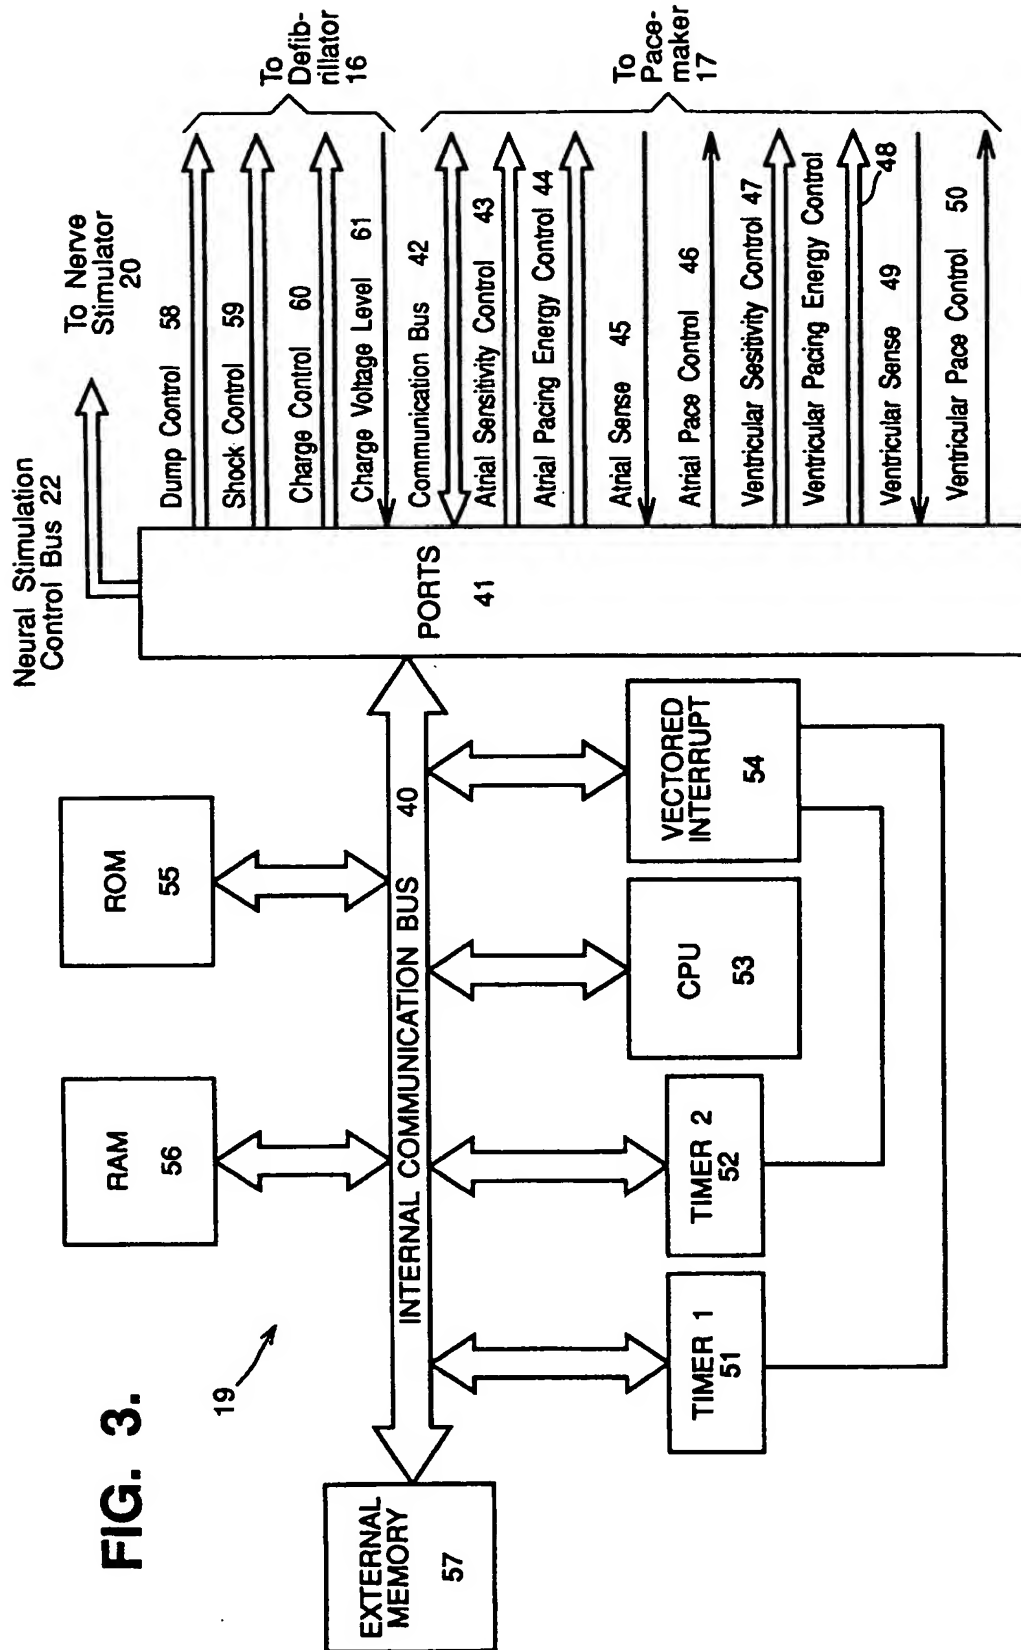 FIG. 3.
19
Neural Stimulation
Control Bus 22
To Nerve
Stimulator
20
RAM
56
ROM
55
EXTERNAL
MEMORY
57
INTERNAL COMMUNICATION BUS 40
PORTS
41
TIMER 1
51
TIMER 2
52
CPU
53
VECTORED
INTERRUPT
54
Dump Control 58
Shock Control 59
Charge Control 60
Charge Voltage Level 61
To
Defib-
rillator
16
Communication Bus 42
Atrial Sensitivity Control 43
Atrial Pacing Energy Control 44
Atrial Sense 45
Atrial Pace Control 46
Ventricular Sesitivity Control 47
Ventricular Pacing Energy Control
48
Ventricular Sense 49
Ventricular Pace Control 50
To
Pace-
maker
17